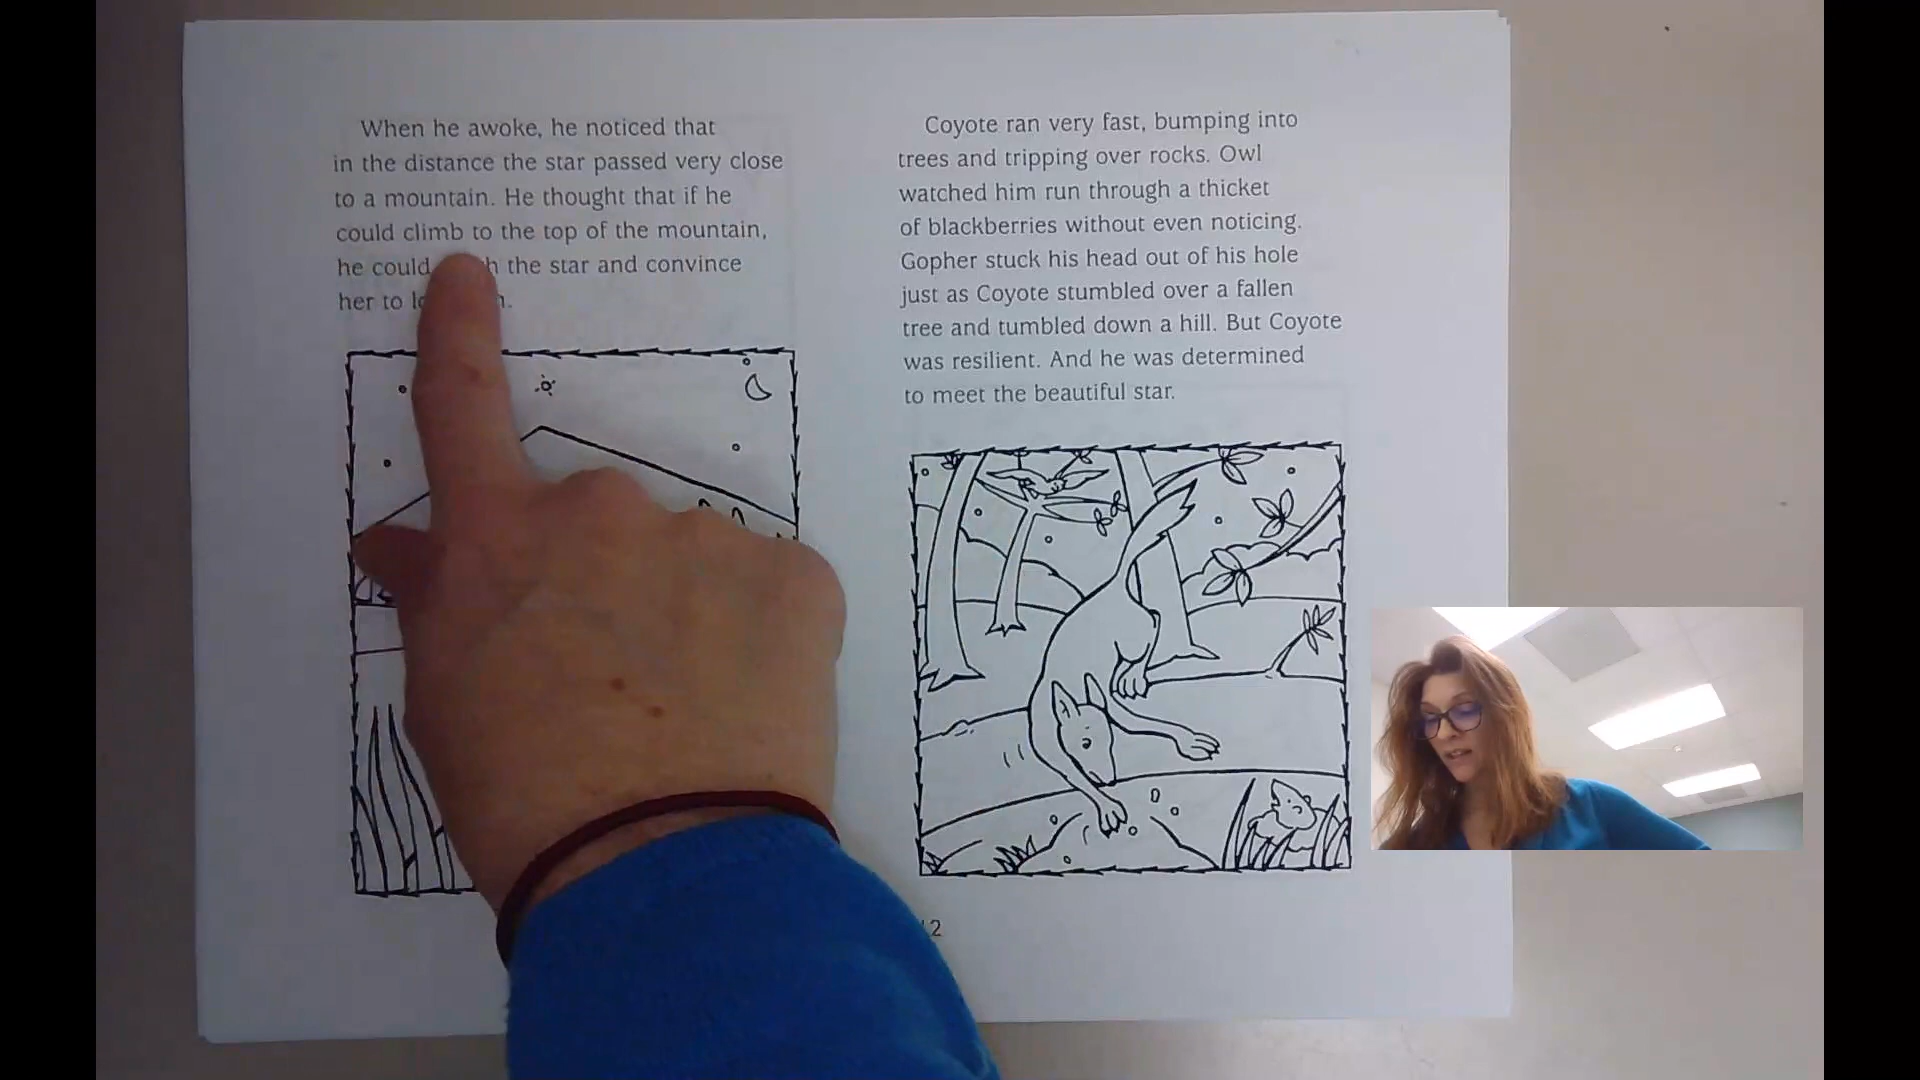 When he awoke, he noticed that
in the distance the star passed very close
to a mountain. He thought that if he
could climb to the top of the mountain,
he could the star and convince
her to
Coyote ran very fast, bumping into
trees and tripping over rocks. Owl
watched him run through a thicket
of blackberries without even noticing.
Gopher stuck his head out of his hole
just as Coyote stumbled over a fallen
tree and tumbled down a hill. But Coyote
was resilient. And he was determined
to meet the beautiful star.
12